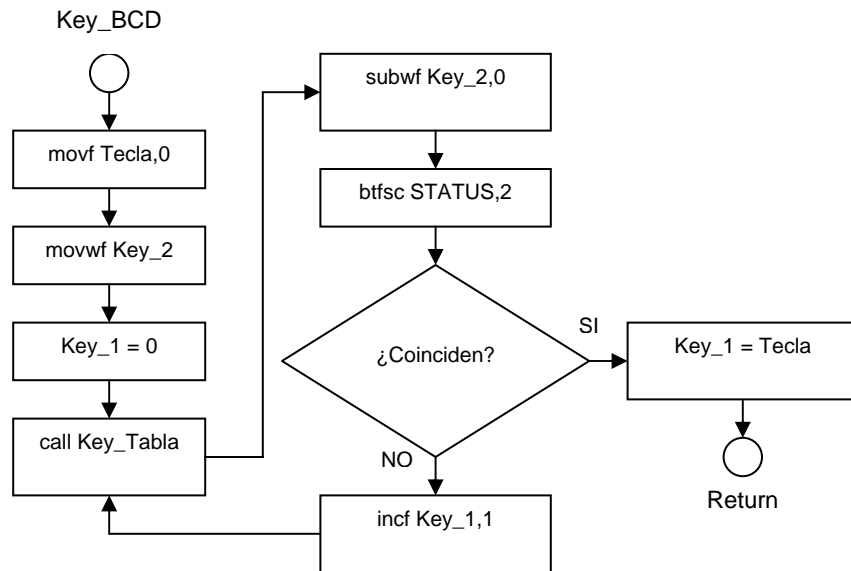 Key_BCD
movf Tecla,0
movwf Key_2
Key_1 = 0
call Key_Tabla
subwf Key_2,0
btfsc STATUS,2
¿Coinciden?
SI
NO
Key_1 = Tecla
Return
incf Key_1,1